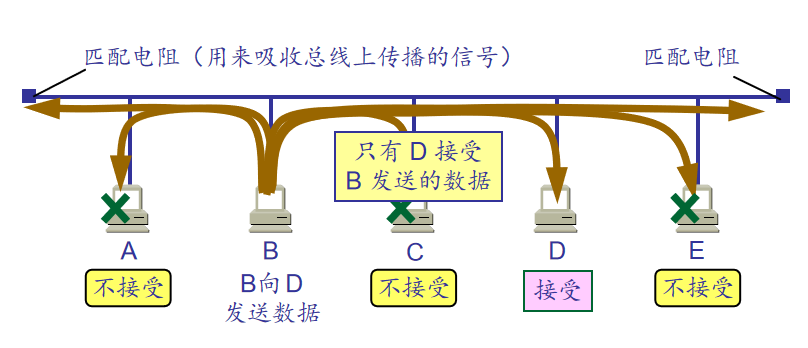 匹配电阻（用来吸收总线上传播的信号）
匹配电阻
只有 D 接受
B 发送的数据
A
B
C
D
E
不接受
B向 D
发送数据
不接受
接受
不接受